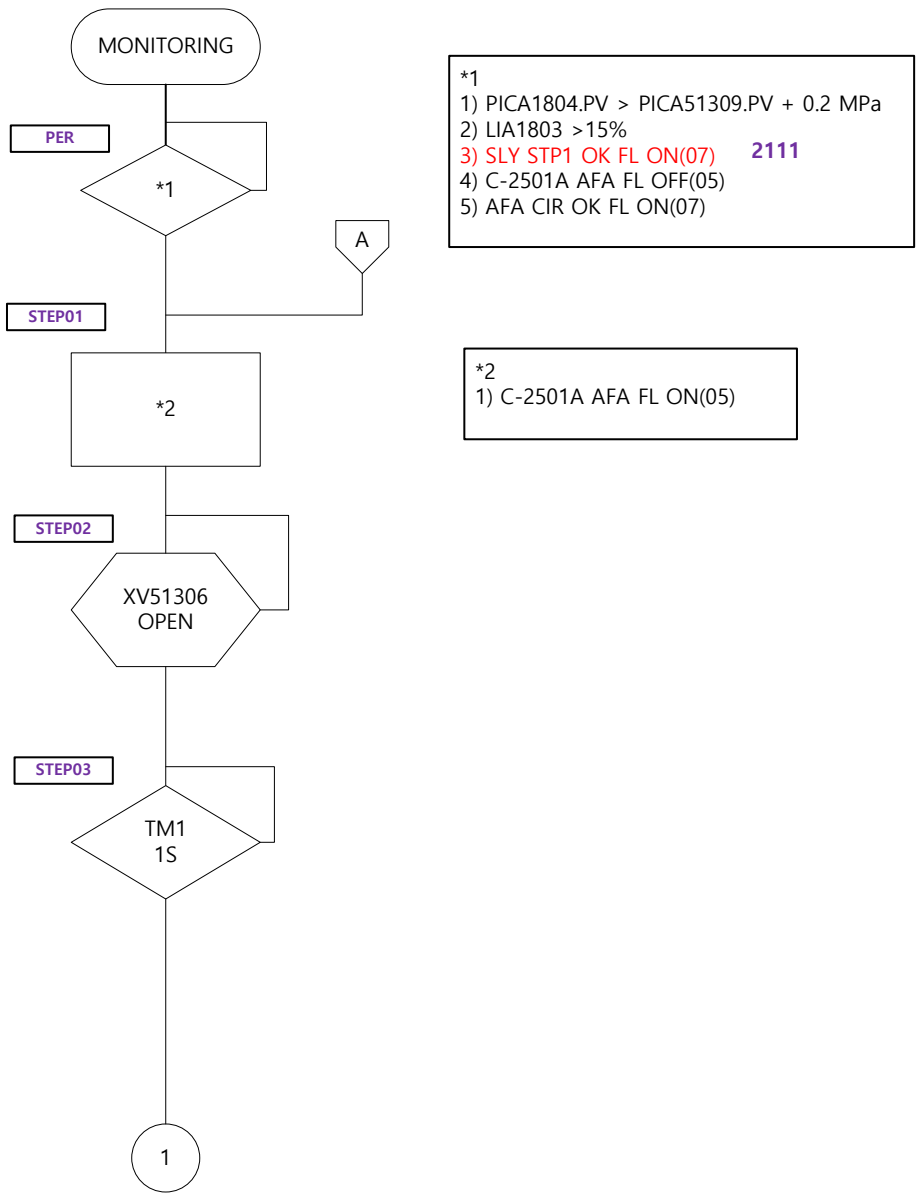 MONITORING
PER
*1
*1
1) PICA1804.PV > PICA51309.PV + 0.2 MPa
2) LIA1803 >15%
3) SLY STP1 OK FL ON(07) 2111
4) C-2501A AFA FL OFF(05)
5) AFA CIR OK FL ON(07)
A
STEP01
*2
*2
1) C-2501A AFA FL ON(05)
STEP02
XV51306
OPEN
STEP03
TM1
1S
1